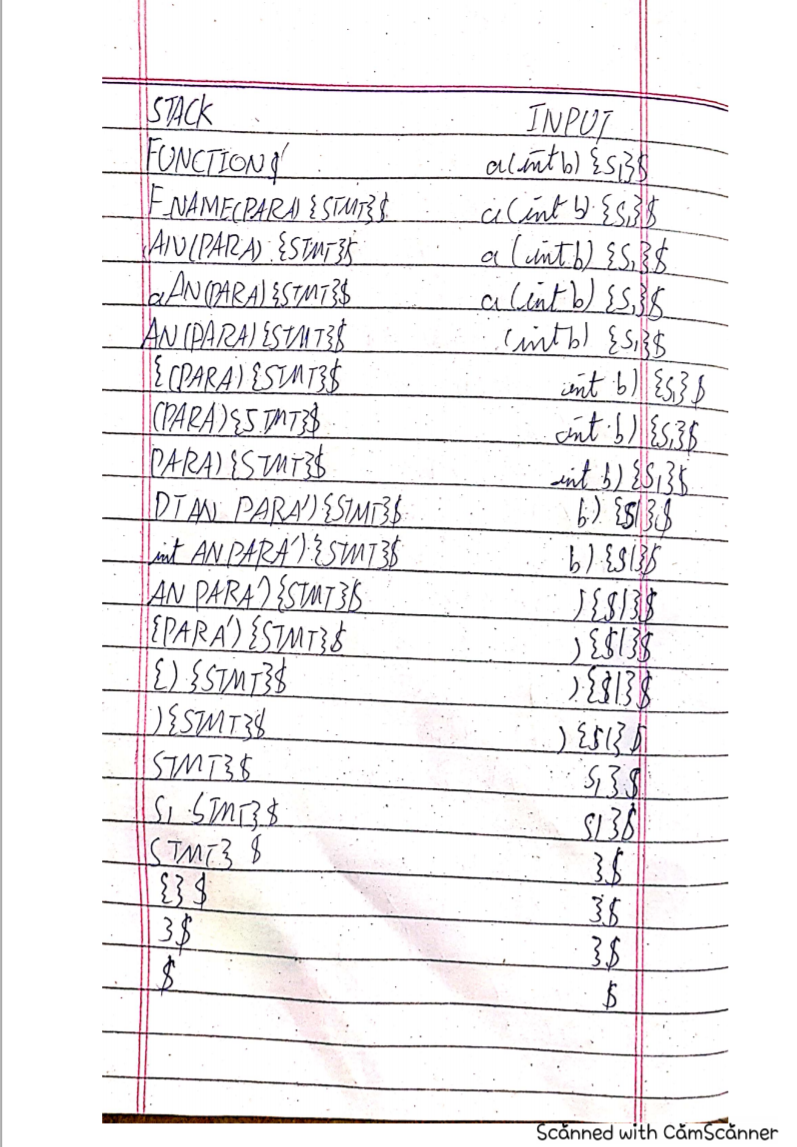 STACK INPUT
FUNCTION$ a(int b) {S1}$
F_NAME(PARA) {STMT}$ a(int b) {S1}$
AN(PARA) {STMT}$ a (int b) {S1}$
aAN(PARA){STMT}$ a (int b) {S1}$
AN(PARA){STMT}$ (int b) {S1}$
ξ(PARA){STMT}$ int b) {S1}$
(PARA){STMT}$ int b) {S1}$
PARA){STMT}$ int b) {S1}$
DT AN PARA'){STMT}$ b) {S1}$
int AN PARA'){STMT}$ b) {S1}$
AN PARA'){STMT}$ ){S1}$
ξPARA'){STMT}$ ){S1}$
ξ) {STMT}$ ){S1}$
){STMT}$ ){S1}$
STMT}$ S1}$
S1 STMT}$ S1}$
STMT} $ }$
ξ}$ }$
}$ }$
$ $
Scanned with CamScanner